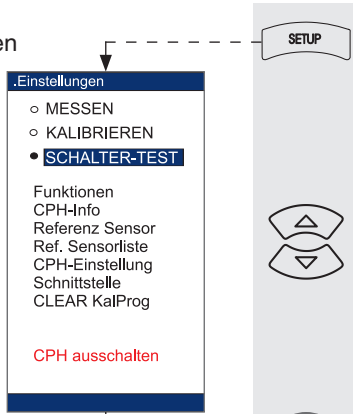 en
SETUP
.Einstellungen
MESSEN
KALIBRIEREN
SCHALTER-TEST
Funktionen
CPH-Info
Referenz Sensor
Ref. Sensorliste
CPH-Einstellung
Schnittstelle
CLEAR KalProg
CPH ausschalten